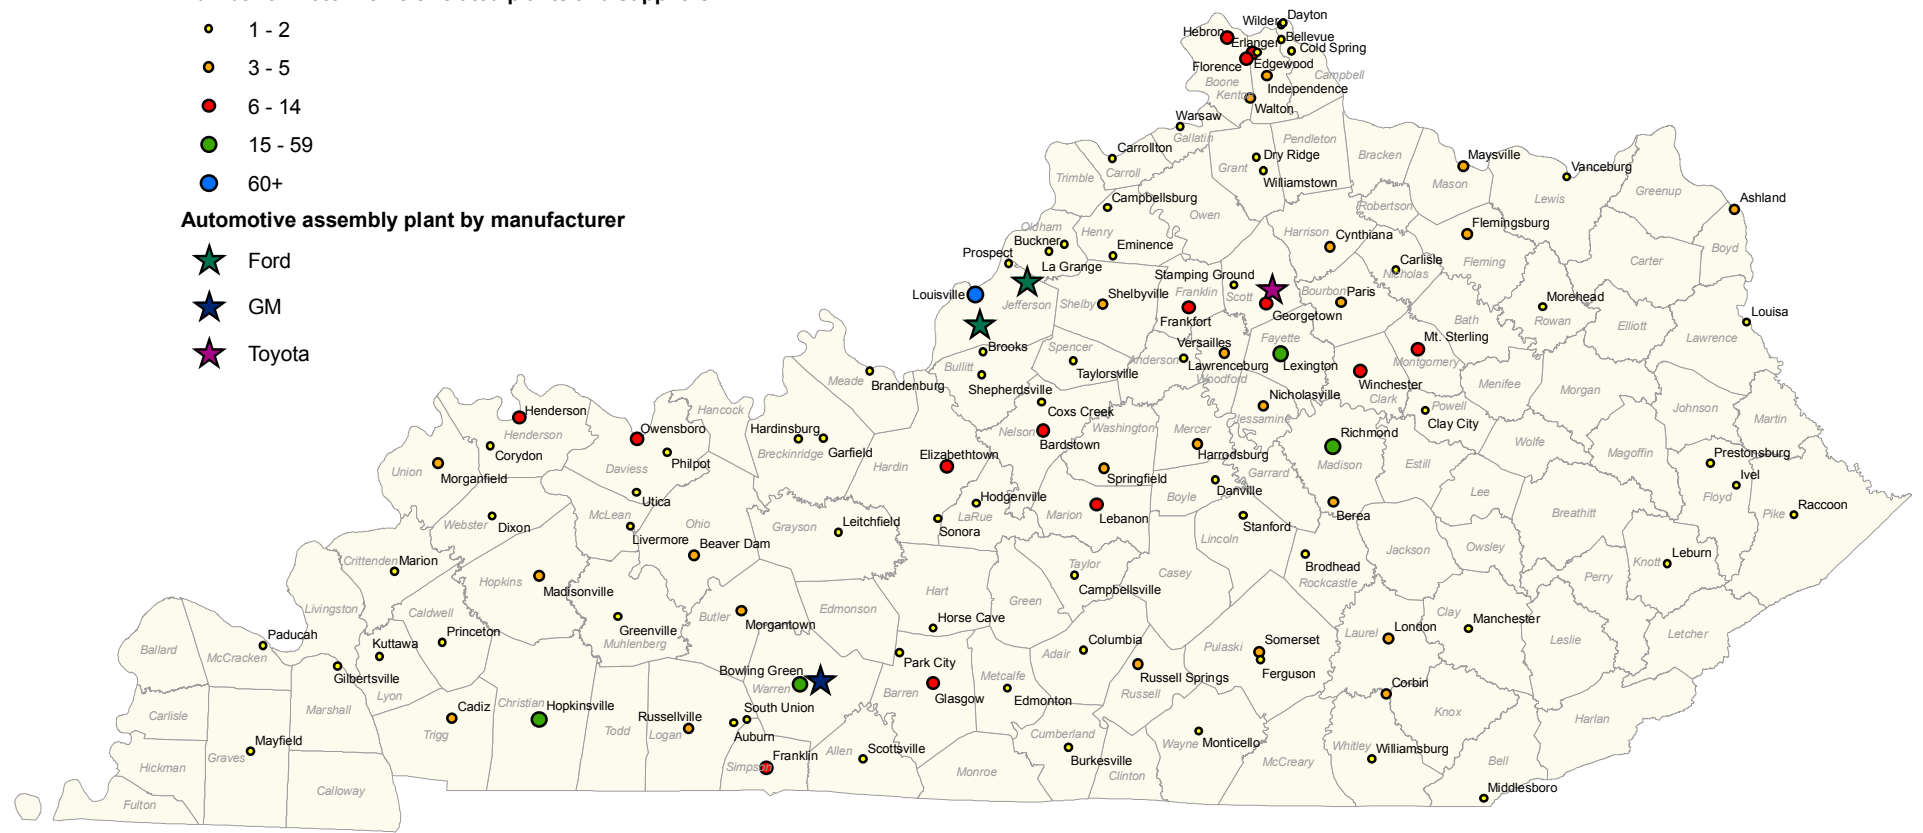 1 - 2
3 - 5
6 - 14
15 - 59
60+
Automotive assembly plant by manufacturer
Ford
GM
Toyota
Wilder
Dayton
Hebron
Erlanger
Bellevue
Cold Spring
Florence
Edgewood
Boone
Campbell
Kenton
Independence
Walton
Warsaw
Gallatin
Pendleton
Carrollton
Dry Ridge
Bracken
Maysville
Vanceburg
Trimble
Carroll
Grant
Williamstown
Mason
Lewis
Greenup
Campbellsburg
Owen
Robertson
Ashland
Oldham
Henry
Harrison
Cynthiana
Flemingsburg
Buckner
Eminence
Boyd
Prospect
La Grange
Carlisle
Nicholas
Fleming
Carter
Stamping Ground
Louisville
Jefferson
Shelby
Shelbyville
Franklin
Scott
Bourbon
Paris
Morehead
Frankfort
Georgetown
Bath
Rowan
Elliott
Louisa
Lawrence
Brooks
Spencer
Versailles
Fayette
Mt. Sterling
Bullitt
Taylorsville
Anderson
Lawrenceburg
Lexington
Montgomery
Meade
Brandenburg
Shepherdsville
Woodford
Winchester
Menifee
Morgan
Clark
Nicholasville
Henderson
Hancock
Coxs Creek
Jessamine
Powell
Johnson
Martin
Clay City
Owensboro
Hardinsburg
Nelson
Washington
Mercer
Richmond
Henderson
Bardstown
Wolfe
Corydon
Breckinridge
Garfield
Elizabethtown
Harrodsburg
Magoffin
Prestonsburg
Union
Daviess
Philpot
Hardin
Madison
Estill
Morganfield
Springfield
Garrard
Ivel
Utica
Hodgenville
Boyle
Danville
Lee
Floyd
Raccoon
McLean
Ohio
Grayson
Leitchfield
LaRue
Marion
Lebanon
Berea
Breathitt
Pike
Webster
Dixon
Livermore
Sonora
Stanford
Lincoln
Beaver Dam
Jackson
Owsley
Crittenden
Marion
Taylor
Casey
Brodhead
Leburn
Knott
Hopkins
Madisonville
Campbellsville
Rockcastle
Perry
Livingston
Caldwell
Butler
Edmonson
Hart
Green
Clay
Horse Cave
Manchester
Morgantown
Greenville
Paducah
Kuttawa
Princeton
Muhlenberg
Columbia
Pulaski
Somerset
Laurel
London
Leslie
Letcher
Ballard
McCracken
Park City
Adair
Gilbertsville
Bowling Green
Metcalfe
Russell Springs
Ferguson
Lyon
Warren
Barren
Glasgow
Edmonton
Russell
Corbin
Carlisle
Marshall
Cadiz
Christian
Hopkinsville
South Union
Knox
Russellville
Harlan
Trigg
Todd
Logan
Auburn
Cumberland
Mayfield
Allen
Scottsville
Wayne
Monticello
Whitley
Williamsburg
Graves
Franklin
Burkesville
McCreary
Bell
Hickman
Simpson
Monroe
Clinton
Calloway
Middlesboro
Fulton